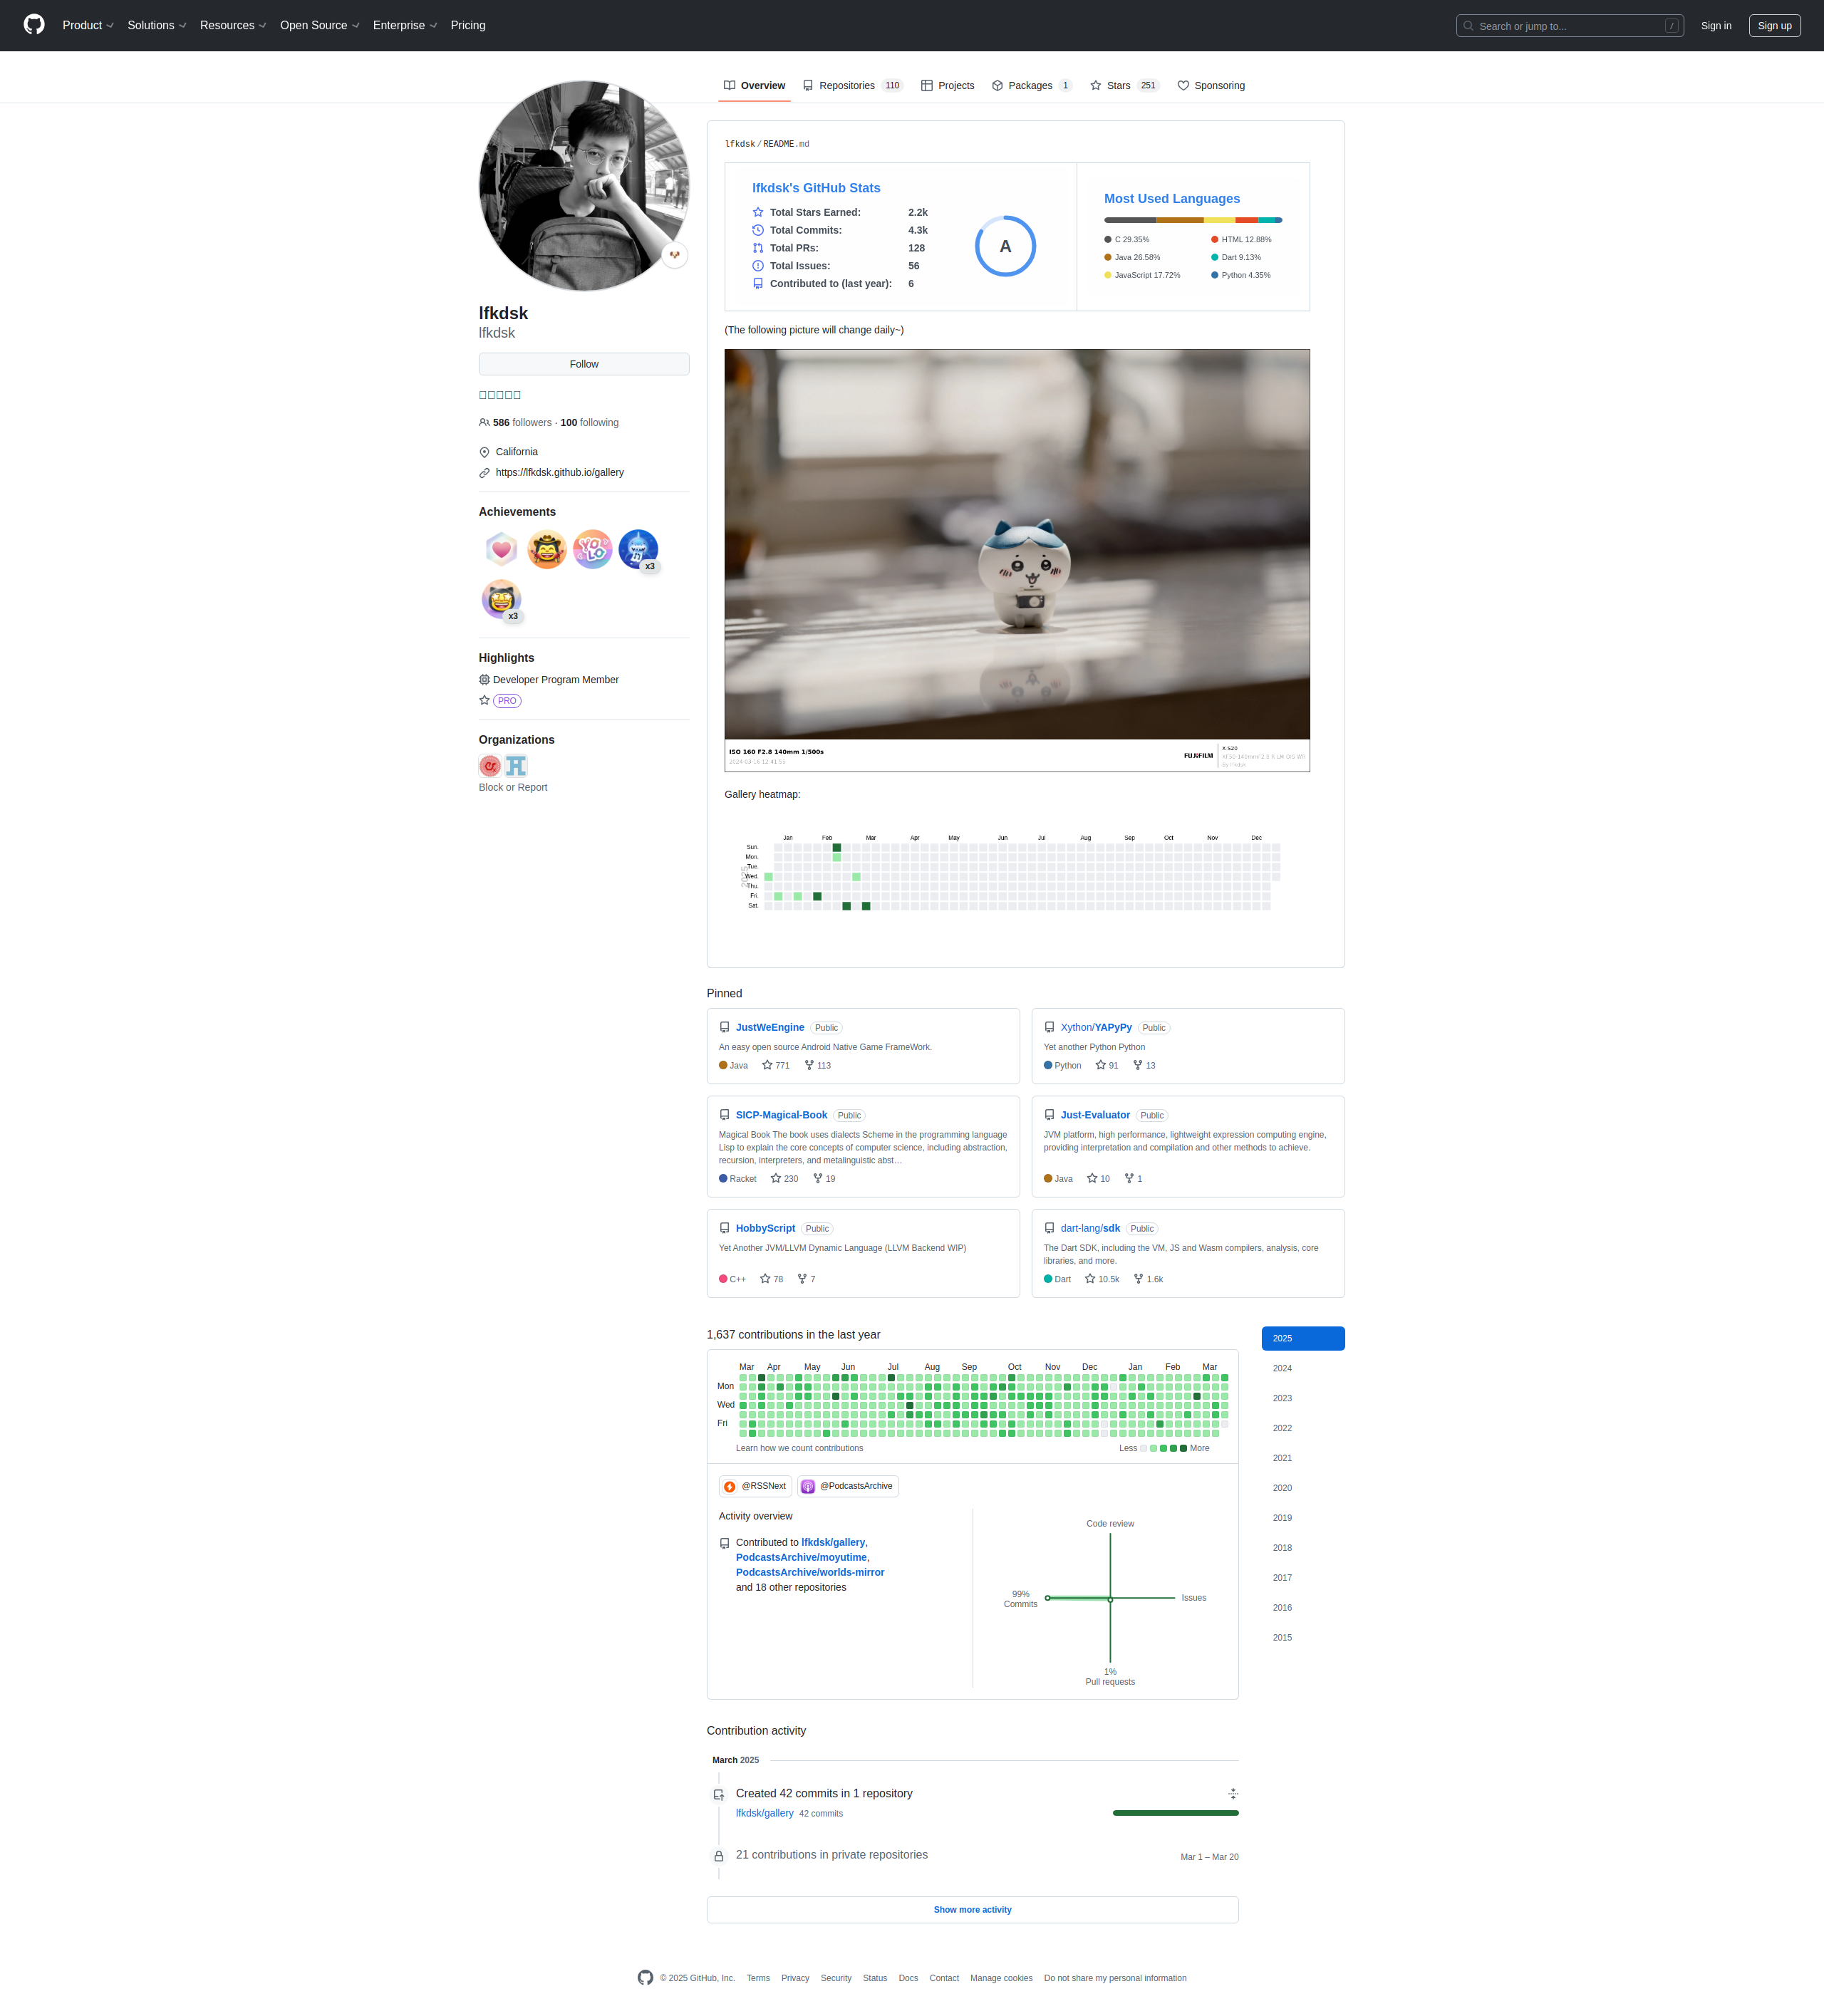 Product
Solutions
Resources
Open Source
Enterprise
Pricing
Search or jump to...
/
Sign in
Sign up
Overview
Repositories 110
Projects
Packages 1
Stars 251
Sponsoring
lfkdsk
lfkdsk
Follow
586 followers · 100 following
California
https://lfkdsk.github.io/gallery
Achievements
YOLO
x3
x3
Highlights
Developer Program Member
PRO
Organizations
Block or Report
lfkdsk/README.md
lfkdsk's GitHub Stats
Total Stars Earned: 2.2k
Total Commits: 4.3k
Total PRs: 128
Total Issues: 56
Contributed to (last year): 6
A
Most Used Languages
C 29.35%
HTML 12.88%
Java 26.58%
Dart 9.13%
JavaScript 17.72%
Python 4.35%
(The following picture will change daily~)
ISO 160 F2.8 140mm 1/500s
2024-03-16 12:41:55
FUJIFILM
X-S20
Gallery heatmap:
Jan Feb Mar Apr May Jun Jul Aug Sep Oct Nov Dec
2025
Sun.
Mon.
Tue.
Wed.
Thu.
Fri.
Sat.
Pinned
JustWeEngine Public
An easy open source Android Native Game FrameWork.
Java 771 113
Xython/YAPyPy Public
Yet another Python Python
Python 91 13
SICP-Magical-Book Public
Magical Book The book uses dialects Scheme in the programming language
Lisp to explain the core concepts of computer science, including abstraction,
recursion, interpreters, and metalinguistic abst…
Racket 230 19
Just-Evaluator Public
JVM platform, high performance, lightweight expression computing engine,
providing interpretation and compilation and other methods to achieve.
Java 10 1
HobbyScript Public
Yet Another JVM/LLVM Dynamic Language (LLVM Backend WIP)
C++ 78 7
dart-lang/sdk Public
The Dart SDK, including the VM, JS and Wasm compilers, analysis, core
libraries, and more.
Dart 10.5k 1.6k
1,637 contributions in the last year
Mar Apr May Jun Jul Aug Sep Oct Nov Dec Jan Feb Mar
Mon
Wed
Fri
Learn how we count contributions
Less More
@RSSNext
@PodcastsArchive
Activity overview
Contributed to lfkdsk/gallery,
PodcastsArchive/moyutime,
PodcastsArchive/worlds-mirror
and 18 other repositories
Code review
99%
Commits
Issues
1%
Pull requests
2025
2024
2023
2022
2021
2020
2019
2018
2017
2016
2015
Contribution activity
March 2025
Created 42 commits in 1 repository
lfkdsk/gallery 42 commits
21 contributions in private repositories
Mar 1 – Mar 20
Show more activity
© 2025 GitHub, Inc.
Terms
Privacy
Security
Status
Docs
Contact
Manage cookies
Do not share my personal information